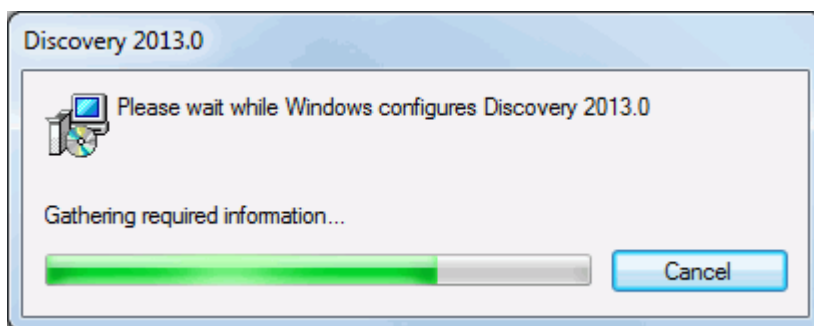 Discovery 2013.0
Please wait while Windows configures Discovery 2013.0
Gathering required information...
Cancel